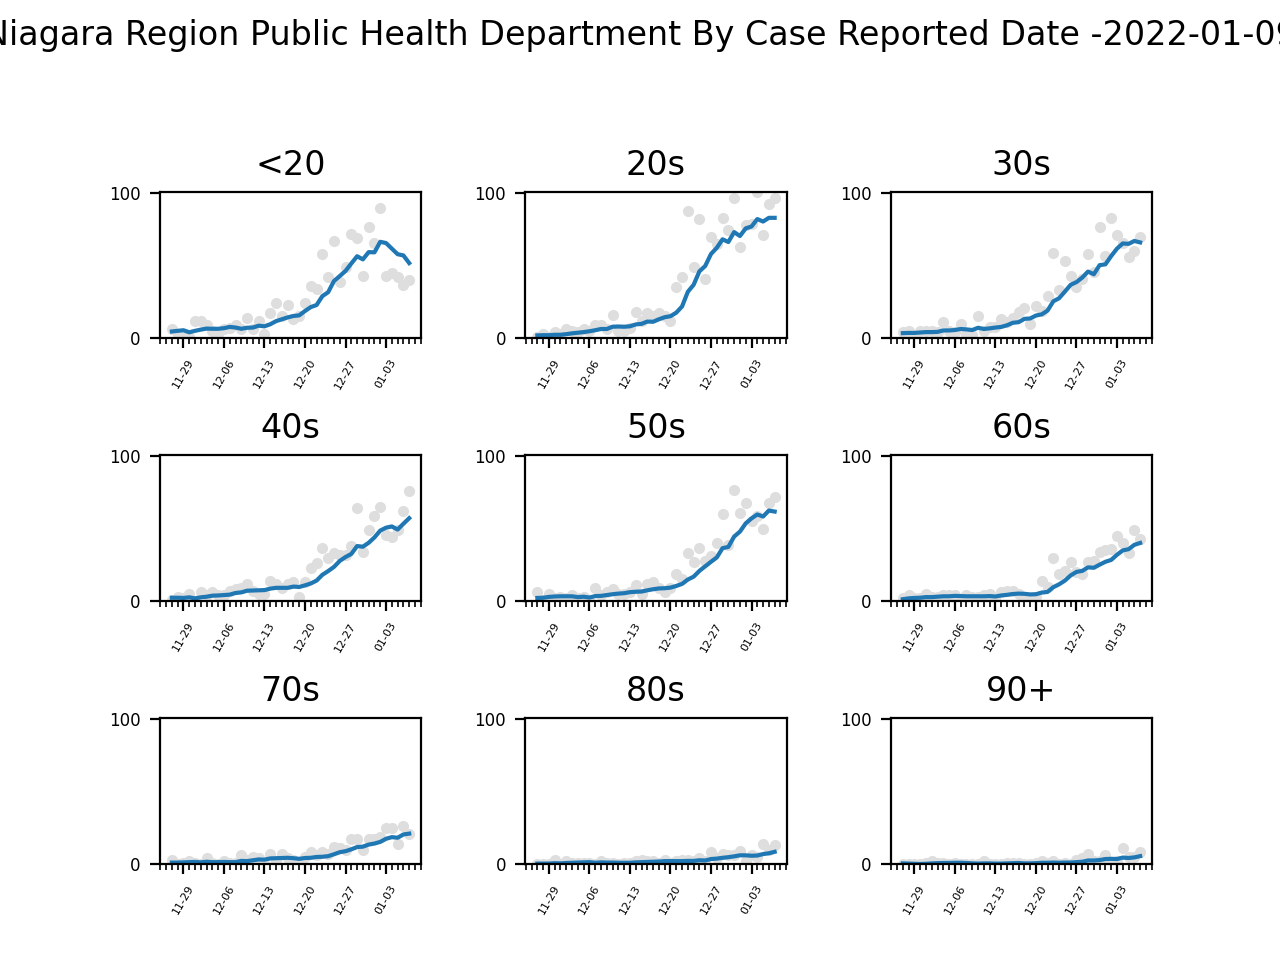 Niagara Region Public Health Department By Case Reported Date -2022-01-09
<20 20s 30s
100 100 100
0 0 0
11-29 12-06 12-13 12-20 12-27 01-03 11-29 12-06 12-13 12-20 12-27 01-03 11-29 12-06 12-13 12-20 12-27 01-03
40s 50s 60s
100 100 100
0 0 0
11-29 12-06 12-13 12-20 12-27 01-03 11-29 12-06 12-13 12-20 12-27 01-03 11-29 12-06 12-13 12-20 12-27 01-03
70s 80s 90+
100 100 100
0 0 0
11-29 12-06 12-13 12-20 12-27 01-03 11-29 12-06 12-13 12-20 12-27 01-03 11-29 12-06 12-13 12-20 12-27 01-03